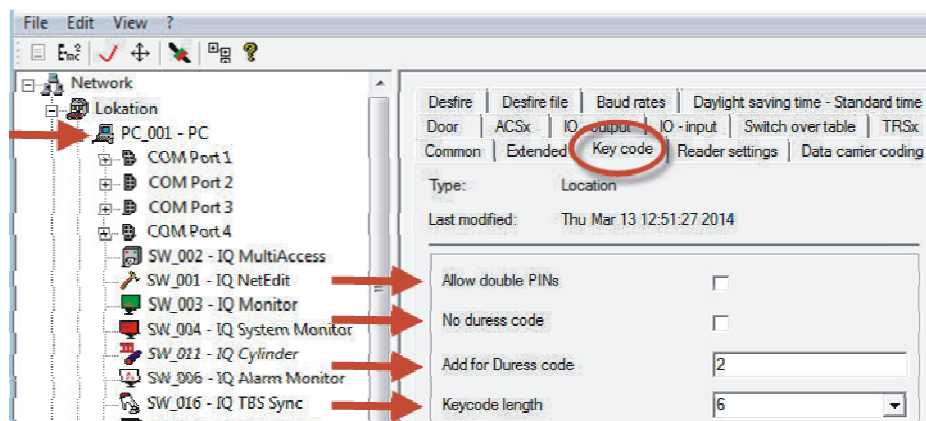 File Edit View ?
Network
Lokation
PC_001 - PC
COM Port 1
COM Port 2
COM Port 3
COM Port 4
SW_002 - IQ MultiAccess
SW_001 - IQ NetEdit
SW_003 - IQ Monitor
SW_004 - IQ System Monitor
SW_011 - IQ Cylinder
SW_006 - IQ Alarm Monitor
SW_016 - IQ TBS Sync
Desfire Desfire file Baud rates Daylight saving time - Standard time
Door ACSx IO - output IO - input Switch over table TRSx
Common Extended Key code Reader settings Data carrier coding
Type: Location
Last modified: Thu Mar 13 12:51:27 2014
Allow double PINs
No duress code
Add for Duress code 2
Keycode length 6